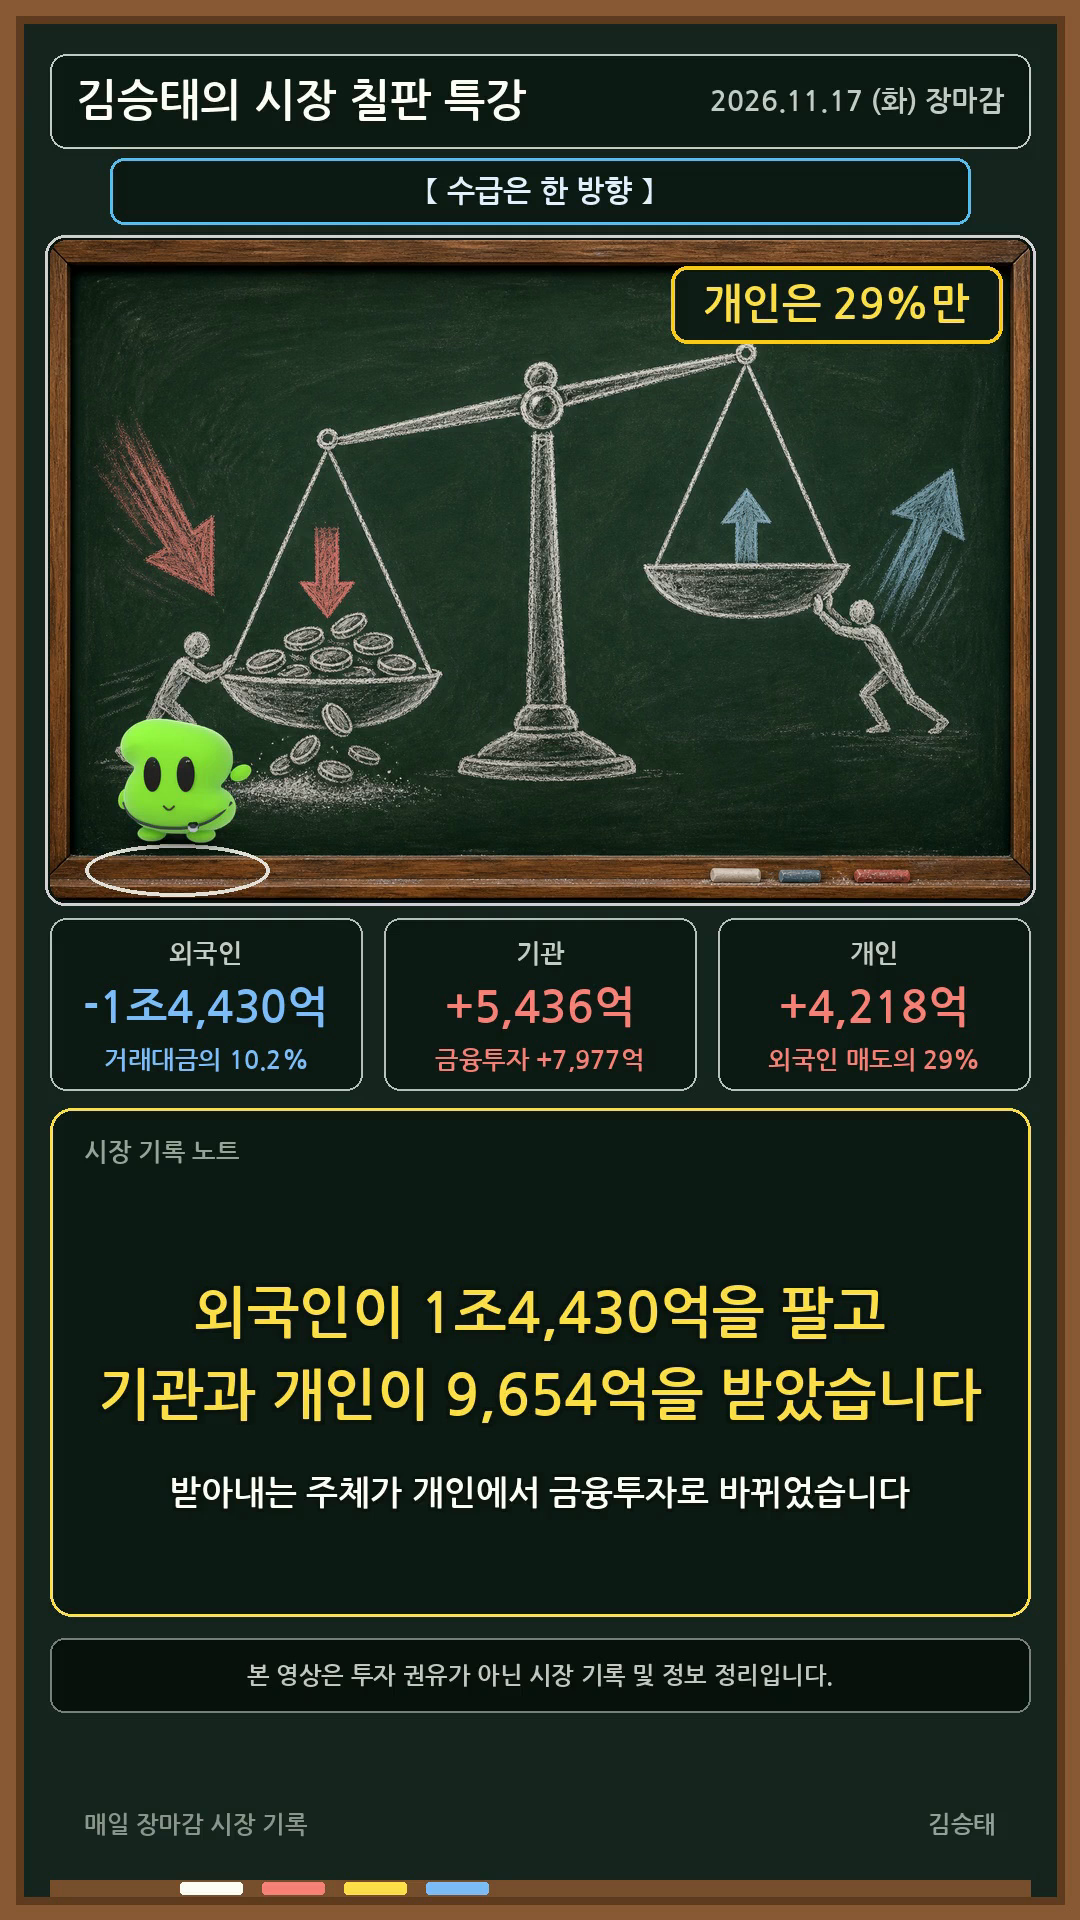 김승태의 시장 칠판 특강
2026.11.17 (화) 장마감
【 수급은 한 방향 】
개인은 29%만
외국인
-1조4,430억
거래대금의 10.2%
기관
+5,436억
금융투자 +7,977억
개인
+4,218억
외국인 매도의 29%
시장 기록 노트
외국인이 1조4,430억을 팔고
기관과 개인이 9,654억을 받았습니다
받아내는 주체가 개인에서 금융투자로 바뀌었습니다
본 영상은 투자 권유가 아닌 시장 기록 및 정보 정리입니다.
매일 장마감 시장 기록
김승태